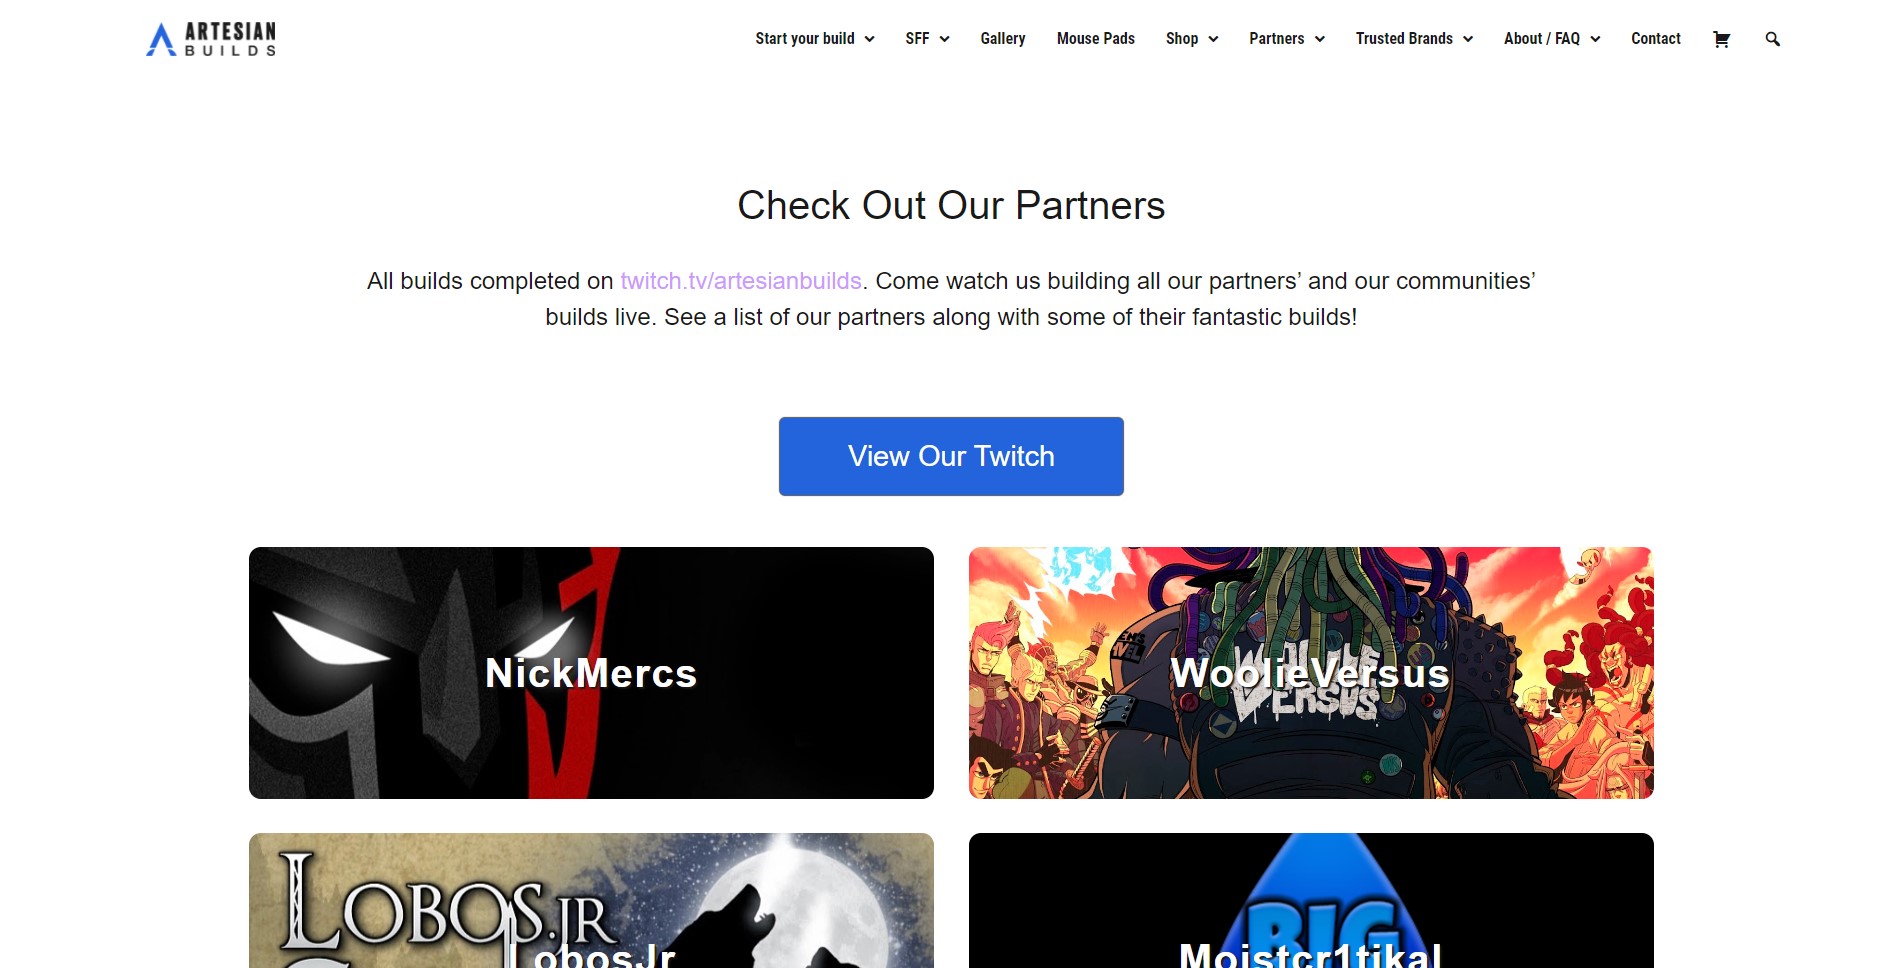 ARTESIAN
BUILDS
Start your build
SFF
Gallery
Mouse Pads
Shop
Partners
Trusted Brands
About / FAQ
Contact
Check Out Our Partners
All builds completed on twitch.tv/artesianbuilds. Come watch us building all our partners’ and our communities’
builds live. See a list of our partners along with some of their fantastic builds!
View Our Twitch
NickMercs
WoolieVersus
WOOLIE
VERSUS
LOBOS.JR
LobosJr
BIG
Moistcr1tikal